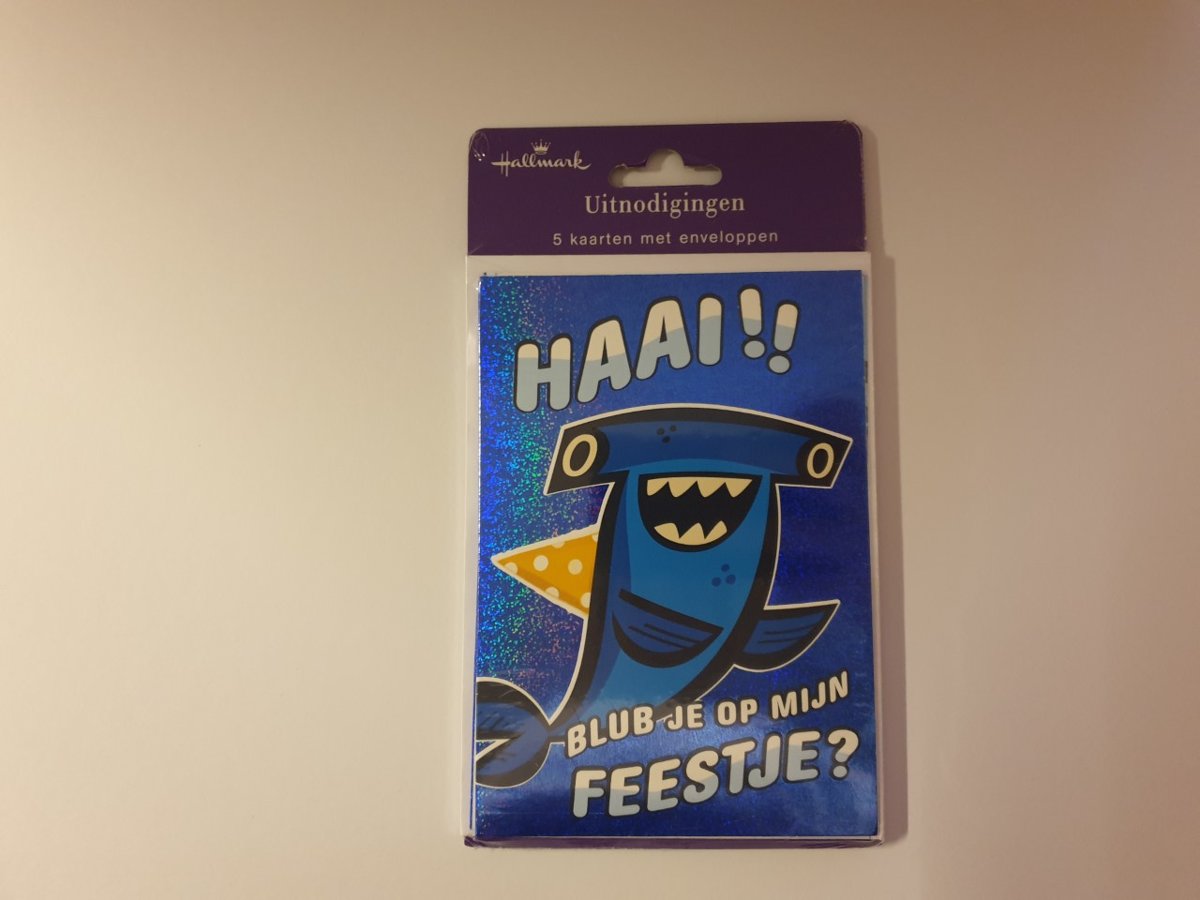 Hallmark
Uitnodigingen
5 kaarten met enveloppen
HAAI!!
BLUB JE OP MIJN
FEESTJE?